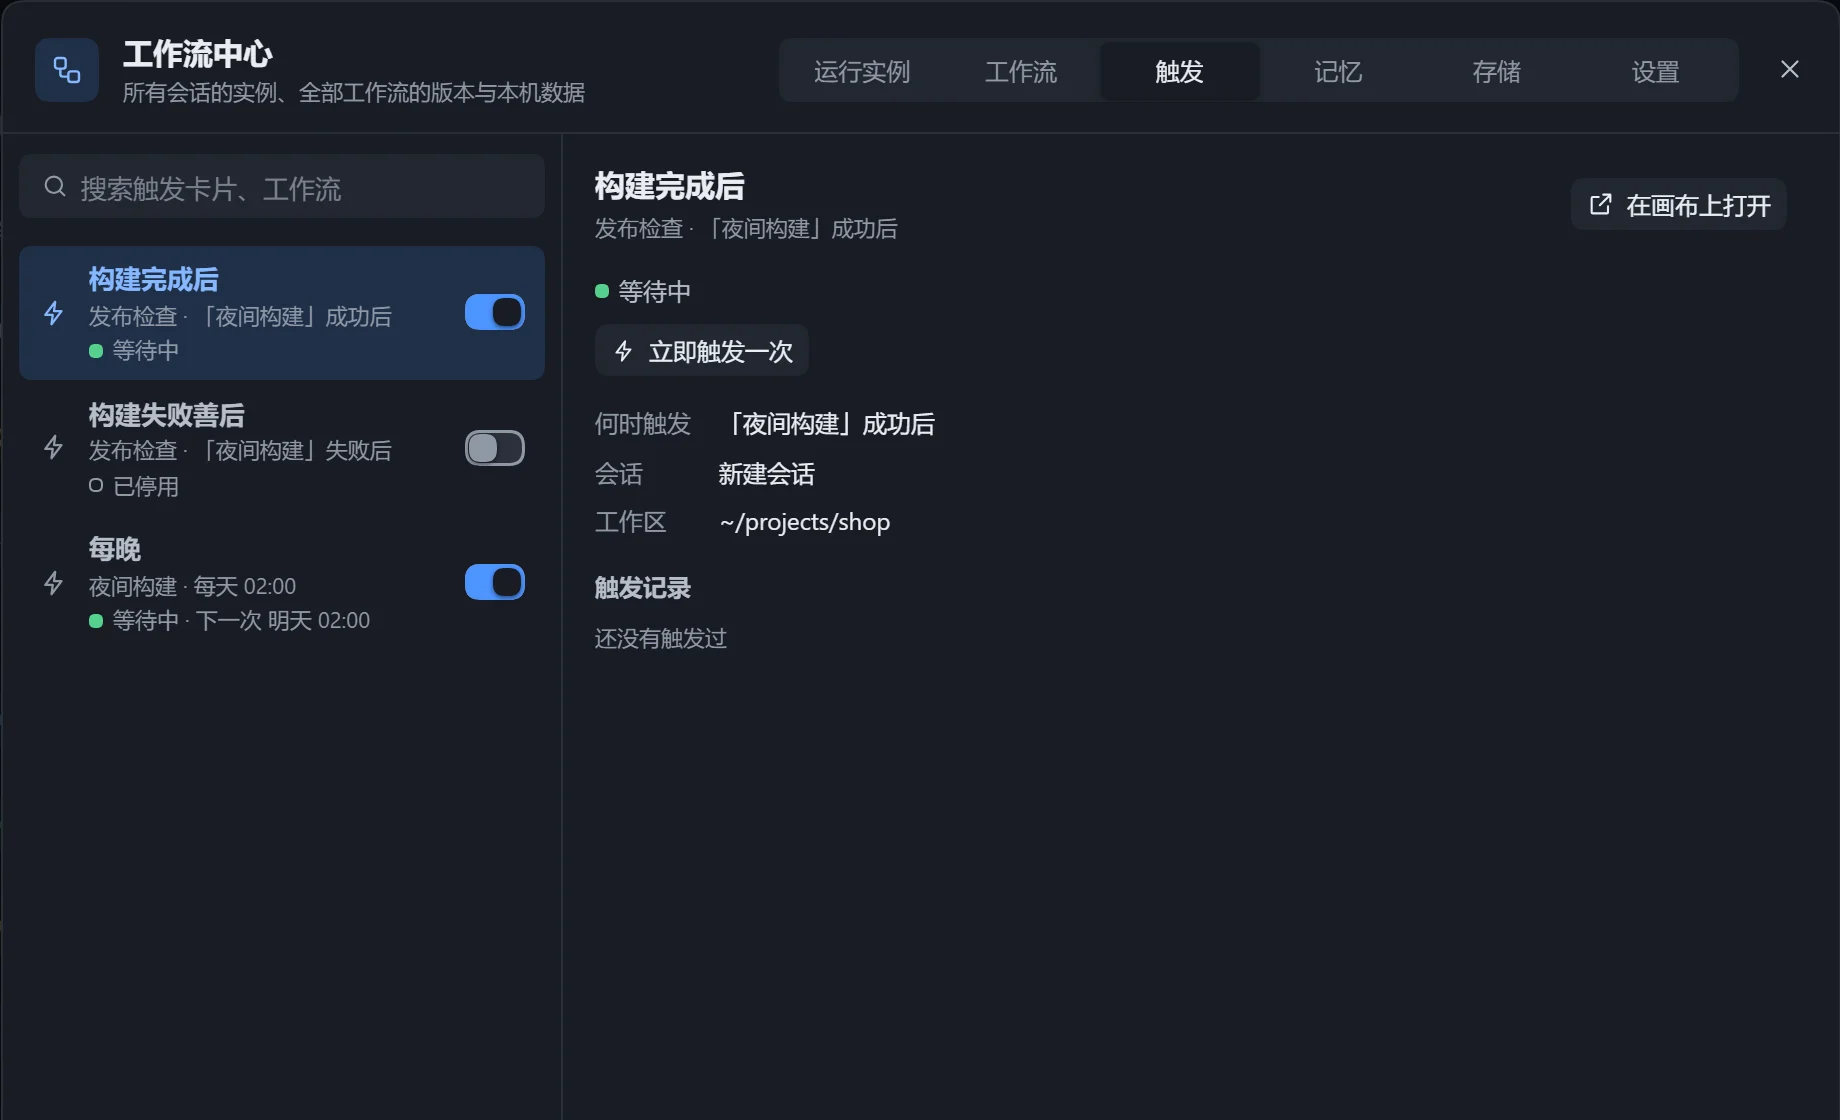 工作流中心
所有会话的实例、全部工作流的版本与本机数据
运行实例
工作流
触发
记忆
存储
设置
搜索触发卡片、工作流
构建完成后
发布检查 · 「夜间构建」成功后
等待中
构建失败善后
发布检查 · 「夜间构建」失败后
已停用
每晚
夜间构建 · 每天 02:00
等待中 · 下一次 明天 02:00
构建完成后
发布检查 · 「夜间构建」成功后
在画布上打开
等待中
立即触发一次
何时触发 「夜间构建」成功后
会话 新建会话
工作区 ~/projects/shop
触发记录
还没有触发过